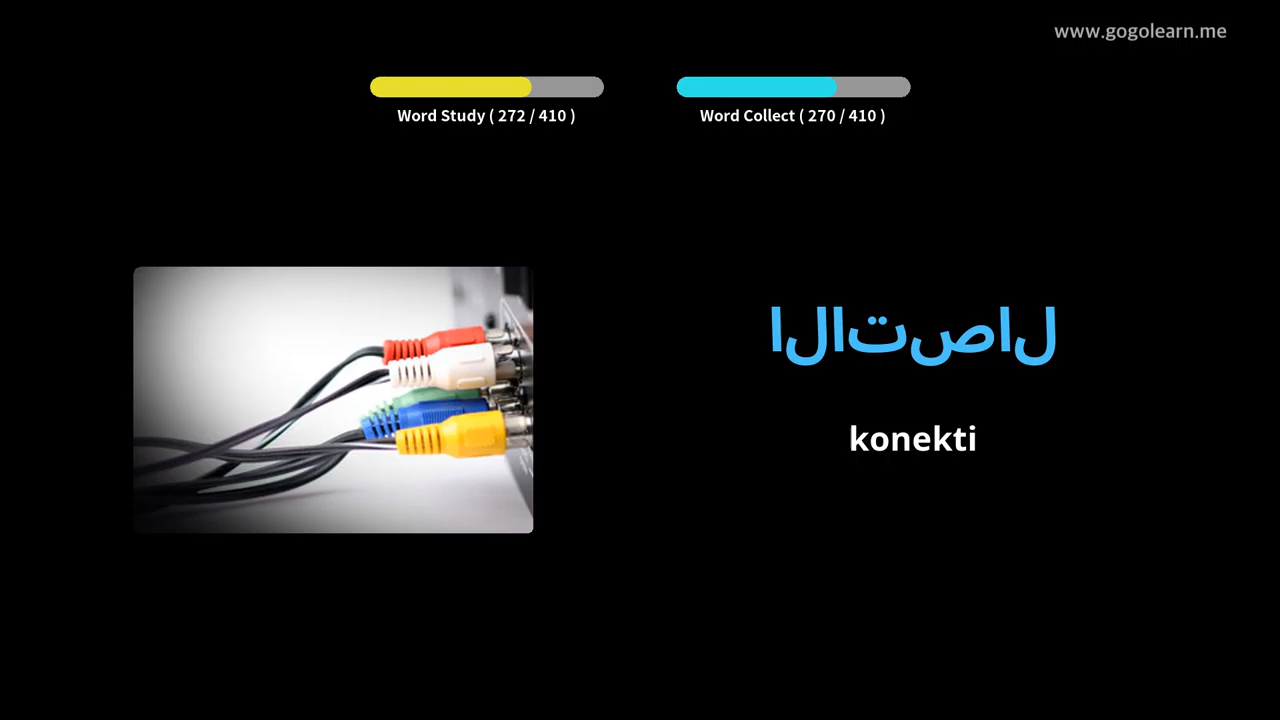 www.gogolearn.me
Word Study ( 272 / 410 )
Word Collect ( 270 / 410 )
الاتصال
konekti